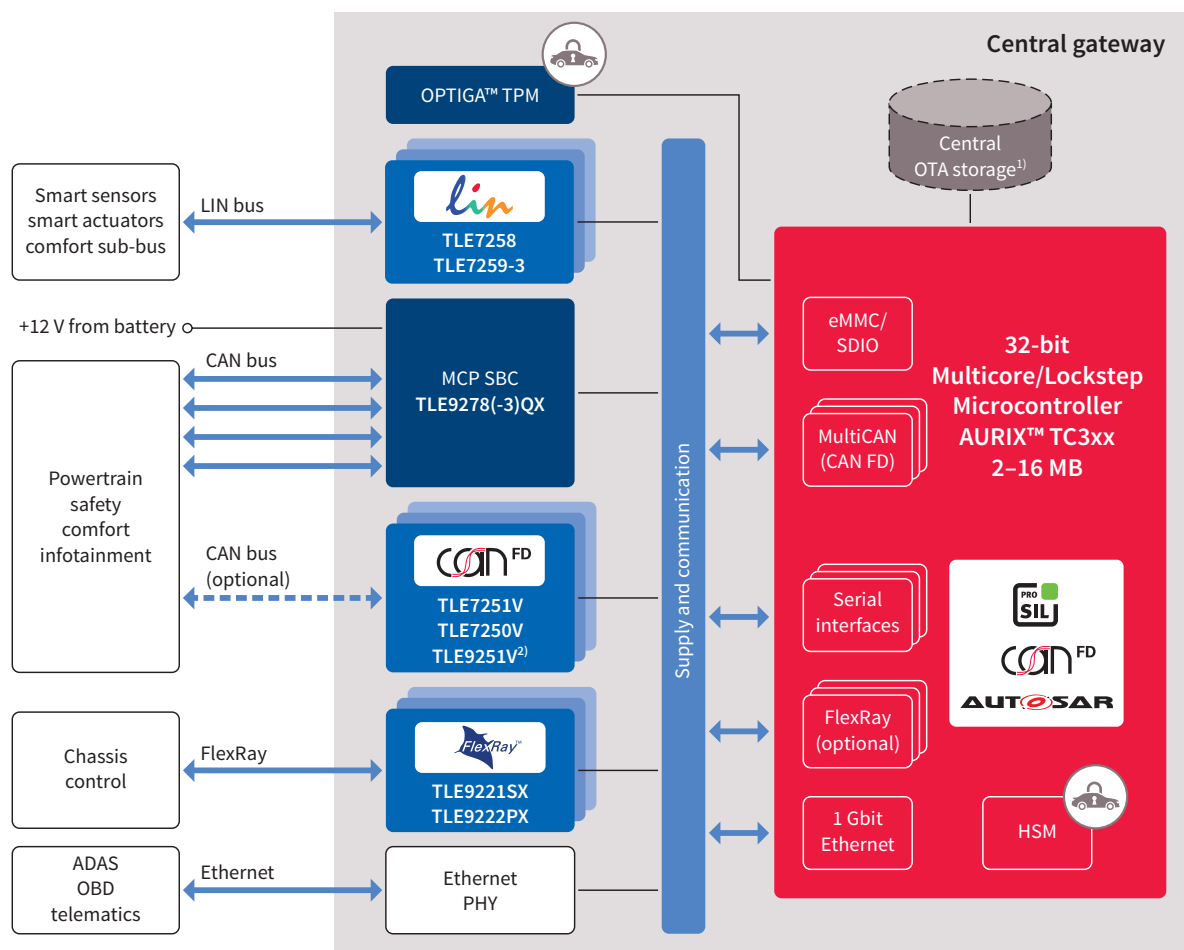 Central gateway
OPTIGA™ TPM
Central
OTA storage1)
Smart sensors
smart actuators
comfort sub-bus
LIN bus
lin
TLE7258
TLE7259-3
+12 V from battery
CAN bus
MCP SBC
TLE9278(-3)QX
Powertrain
safety
comfort
infotainment
CAN bus
(optional)
CAN FD
TLE7251V
TLE7250V
TLE9251V2)
Chassis
control
FlexRay
FlexRay™
TLE9221SX
TLE9222PX
ADAS
OBD
telematics
Ethernet
Ethernet
PHY
Supply and communication
eMMC/
SDIO
MultiCAN
(CAN FD)
Serial
interfaces
FlexRay
(optional)
1 Gbit
Ethernet
32-bit
Multicore/Lockstep
Microcontroller
AURIX™ TC3xx
2–16 MB
PRO
SIL
CAN FD
AUTOSAR
HSM